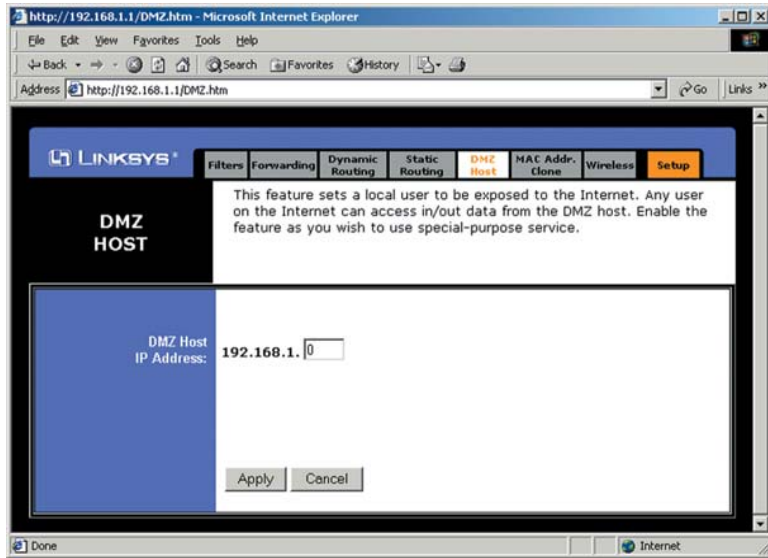 http://192.168.1.1/DMZ.htm - Microsoft Internet Explorer
File Edit View Favorites Tools Help
Back Search Favorites History
Address http://192.168.1.1/DMZ.htm Go Links »
LINKSYS®
Filters Forwarding Dynamic Routing Static Routing DMZ Host MAC Addr. Clone Wireless Setup
DMZ
HOST
This feature sets a local user to be exposed to the Internet. Any user
on the Internet can access in/out data from the DMZ host. Enable the
feature as you wish to use special-purpose service.
DMZ Host
IP Address: 192.168.1. 0
Apply Cancel
Done Internet